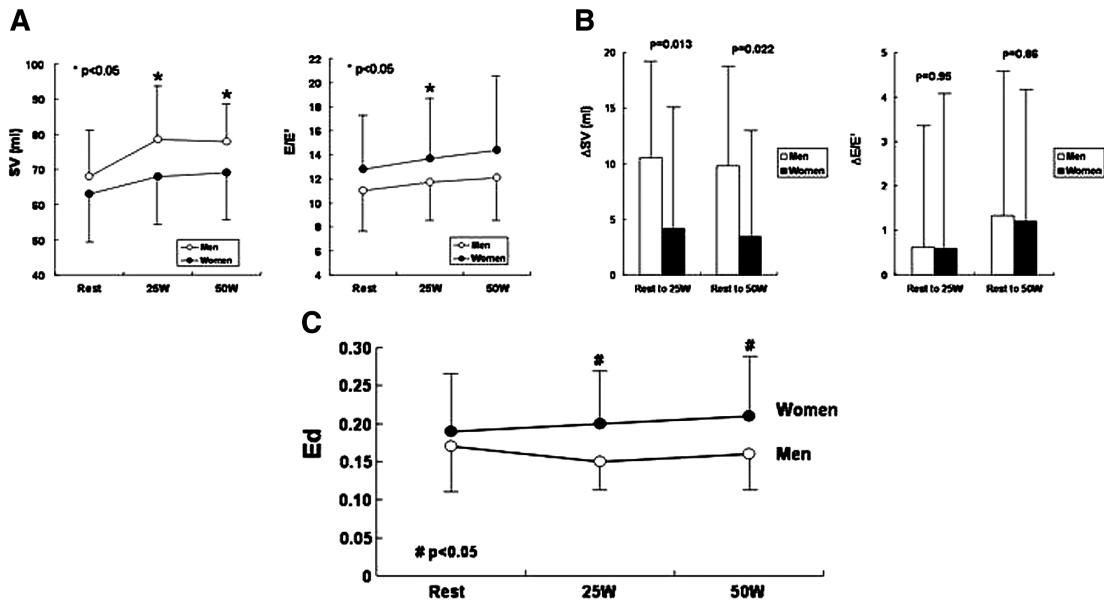 A
B
* p<0.05
SV (ml)
100
90
80
70
60
50
40
*
*
Men
Women
Rest
25W
50W
* p<0.05
E/E'
22
20
18
16
14
12
10
8
6
4
*
Men
Women
Rest
25W
50W
p=0.013
p=0.022
ΔSV (ml)
20
15
10
5
0
Men
Women
Rest to 25W
Rest to 50W
p=0.95
p=0.86
ΔE/E'
5
4
3
2
1
0
Men
Women
Rest to 25W
Rest to 50W
C
Ed
0.30
0.25
0.20
0.15
0.10
0.05
0
#
#
Women
Men
# p<0.05
Rest
25W
50W